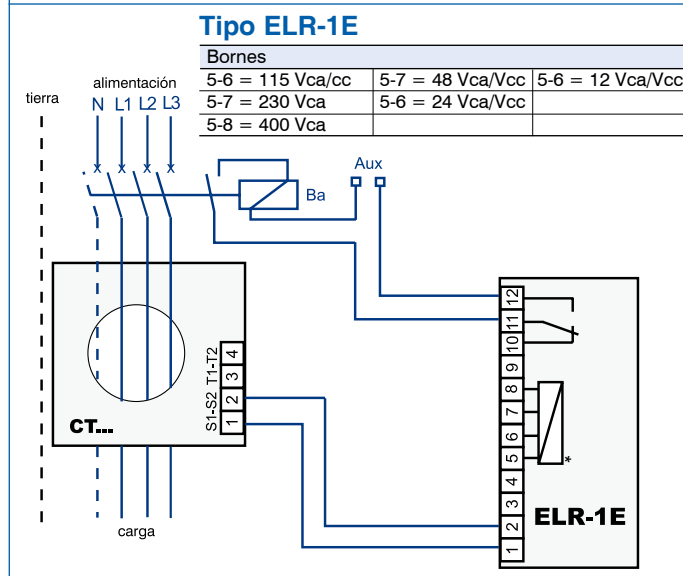 Tipo ELR-1E
Bornes
5-6 = 115 Vca/cc 5-7 = 48 Vca/Vcc 5-6 = 12 Vca/Vcc
5-7 = 230 Vca 5-6 = 24 Vca/Vcc
5-8 = 400 Vca
alimentación
tierra
N L1 L2 L3
Aux
Ba
12
11
10
9
8
7
6
5
4
3
2
1
*
ELR-1E
S1-S2 T1-T2
4
3
2
1
CT...
carga